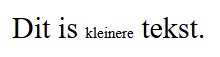 Dit is kleinere tekst.